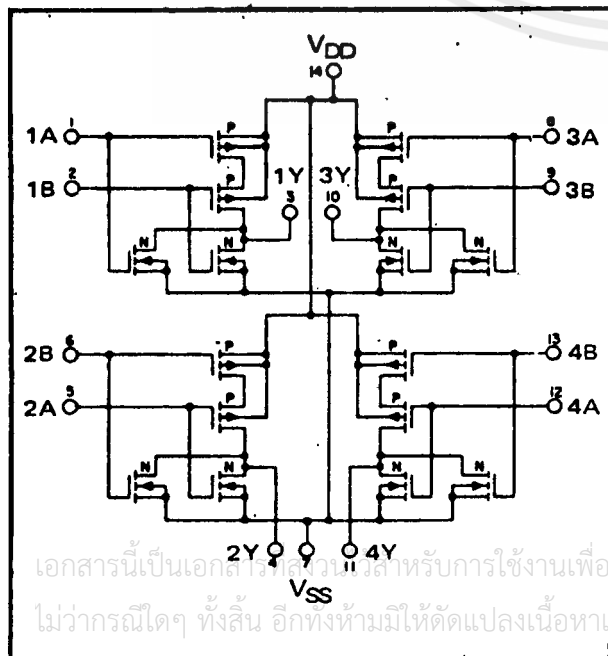 VDD
14
1A 1 P P 8 3A
1B 2 P 1Y 3Y P 9 3B
3 10
N N N N
2B 6 P P 13 4B
2A 5 P P 12 4A
N N N N
2Y 4 7 11 4Y
VSS
เอกสารนี้เป็นเอกสารที่สงวนไว้สำหรับการใช้งานเพื่อ
ไม่ว่ากรณีใดๆ ทั้งสิ้น อีกทั้งห้ามมิให้ดัดแปลงเนื้อหา